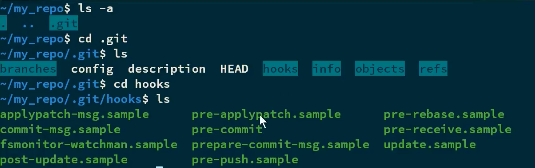 ~/my_repo$ ls -a
. .. .git
~/my_repo$ cd .git
~/my_repo/.git$ ls
branches config description HEAD hooks info objects refs
~/my_repo/.git$ cd hooks
~/my_repo/.git/hooks$ ls
applypatch-msg.sample pre-applypatch.sample pre-rebase.sample
commit-msg.sample pre-commit pre-receive.sample
fsmonitor-watchman.sample prepare-commit-msg.sample update.sample
post-update.sample pre-push.sample